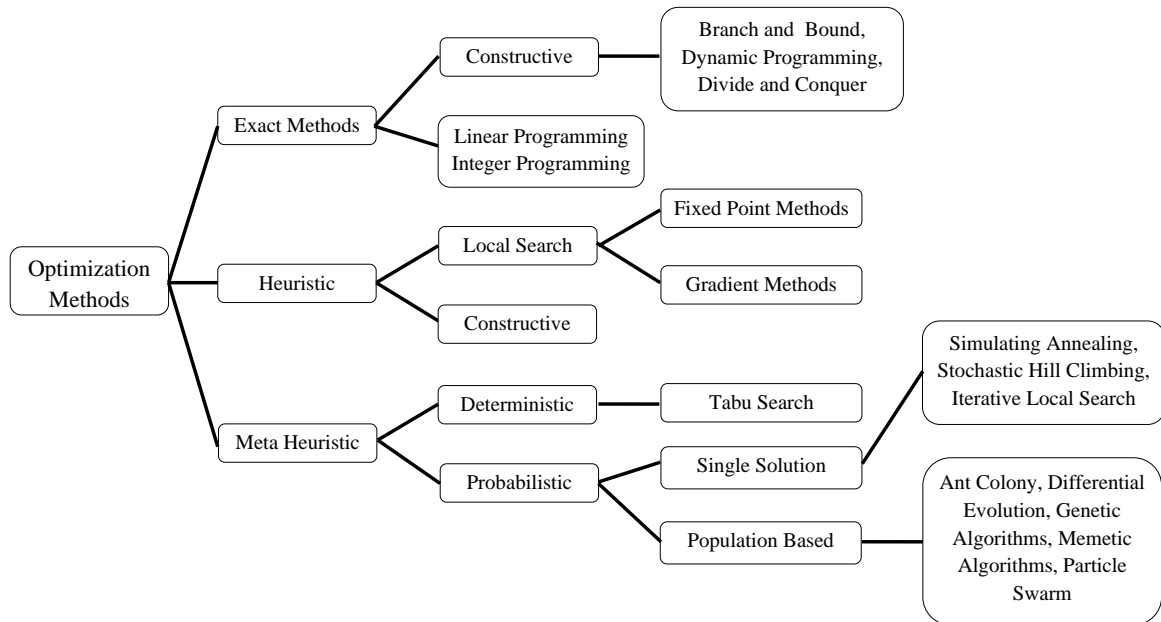 Optimization
Methods
Exact Methods
Constructive
Branch and Bound,
Dynamic Programming,
Divide and Conquer
Linear Programming
Integer Programming
Heuristic
Local Search
Fixed Point Methods
Gradient Methods
Constructive
Meta Heuristic
Deterministic
Tabu Search
Probabilistic
Single Solution
Simulating Annealing,
Stochastic Hill Climbing,
Iterative Local Search
Population Based
Ant Colony, Differential
Evolution, Genetic
Algorithms, Memetic
Algorithms, Particle
Swarm